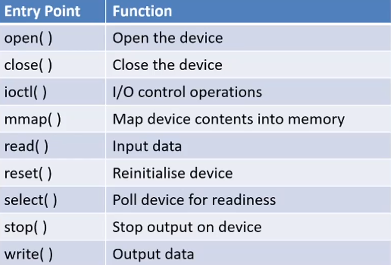 Entry Point Function
open( ) Open the device
close( ) Close the device
ioctl( ) I/O control operations
mmap( ) Map device contents into memory
read( ) Input data
reset( ) Reinitialise device
select( ) Poll device for readiness
stop( ) Stop output on device
write( ) Output data